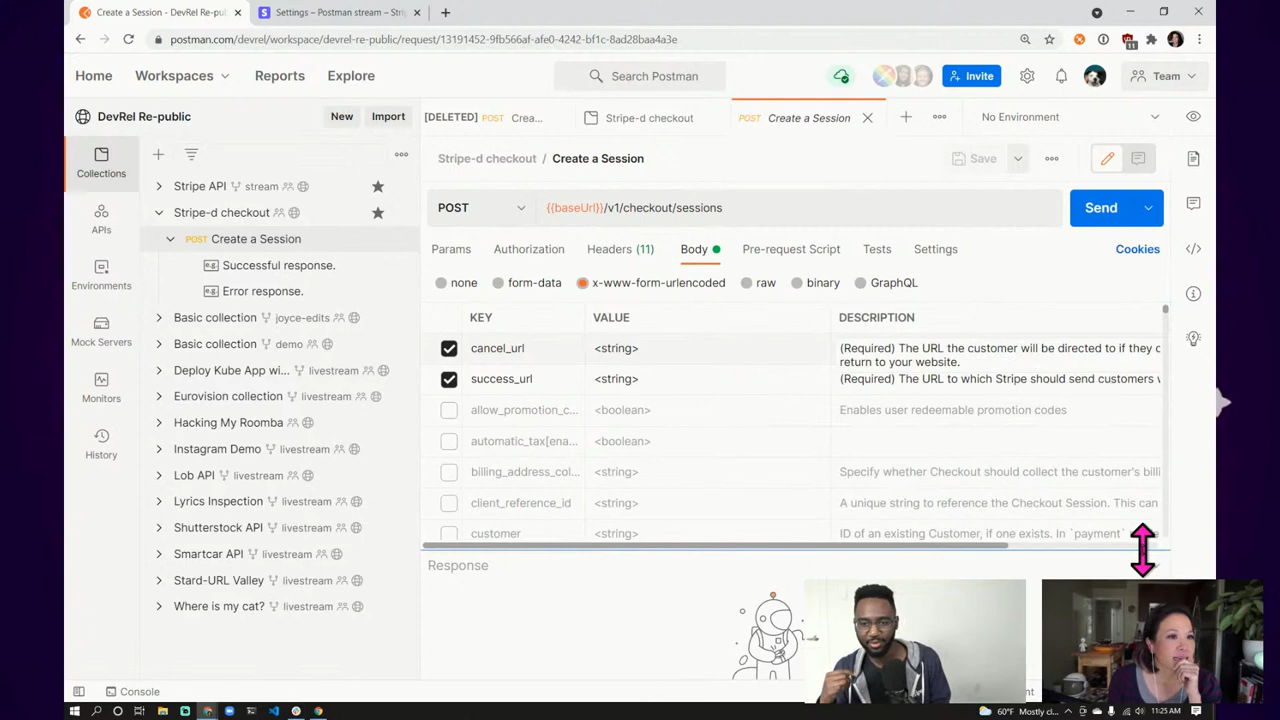 Create a Session - DevRel Re-pub
Settings – Postman stream – Stri
postman.com/devrel/workspace/devrel-re-public/request/13191452-9fb566af-afe0-4242-bf1c-8ad28baa4a3e
11
Home
Workspaces
Reports
Explore
Search Postman
Invite
Team
DevRel Re-public
New
Import
[DELETED] POST Crea...
Stripe-d checkout
POST Create a Session
No Environment
Collections
APIs
Environments
Mock Servers
Monitors
History
Stripe API stream
Stripe-d checkout
POST Create a Session
e.g. Successful response.
e.g. Error response.
Basic collection joyce-edits
Basic collection demo
Deploy Kube App wi... livestream
Eurovision collection livestream
Hacking My Roomba
Instagram Demo livestream
Lob API livestream
Lyrics Inspection livestream
Shutterstock API livestream
Smartcar API livestream
Stard-URL Valley livestream
Where is my cat? livestream
Stripe-d checkout / Create a Session
Save
POST
{{baseUrl}}/v1/checkout/sessions
Send
Params
Authorization
Headers (11)
Body
Pre-request Script
Tests
Settings
Cookies
none
form-data
x-www-form-urlencoded
raw
binary
GraphQL
KEY VALUE DESCRIPTION
cancel_url <string> (Required) The URL the customer will be directed to if they
return to your website.
success_url <string> (Required) The URL to which Stripe should send customers
allow_promotion_c... <boolean> Enables user redeemable promotion codes
automatic_tax[ena... <boolean>
billing_address_col... <string> Specify whether Checkout should collect the customer's billi
client_reference_id <string> A unique string to reference the Checkout Session. This can
customer <string> ID of an existing Customer, if one exists. In `payment`
Response
Console
60°F Mostly cl...
11:25 AM